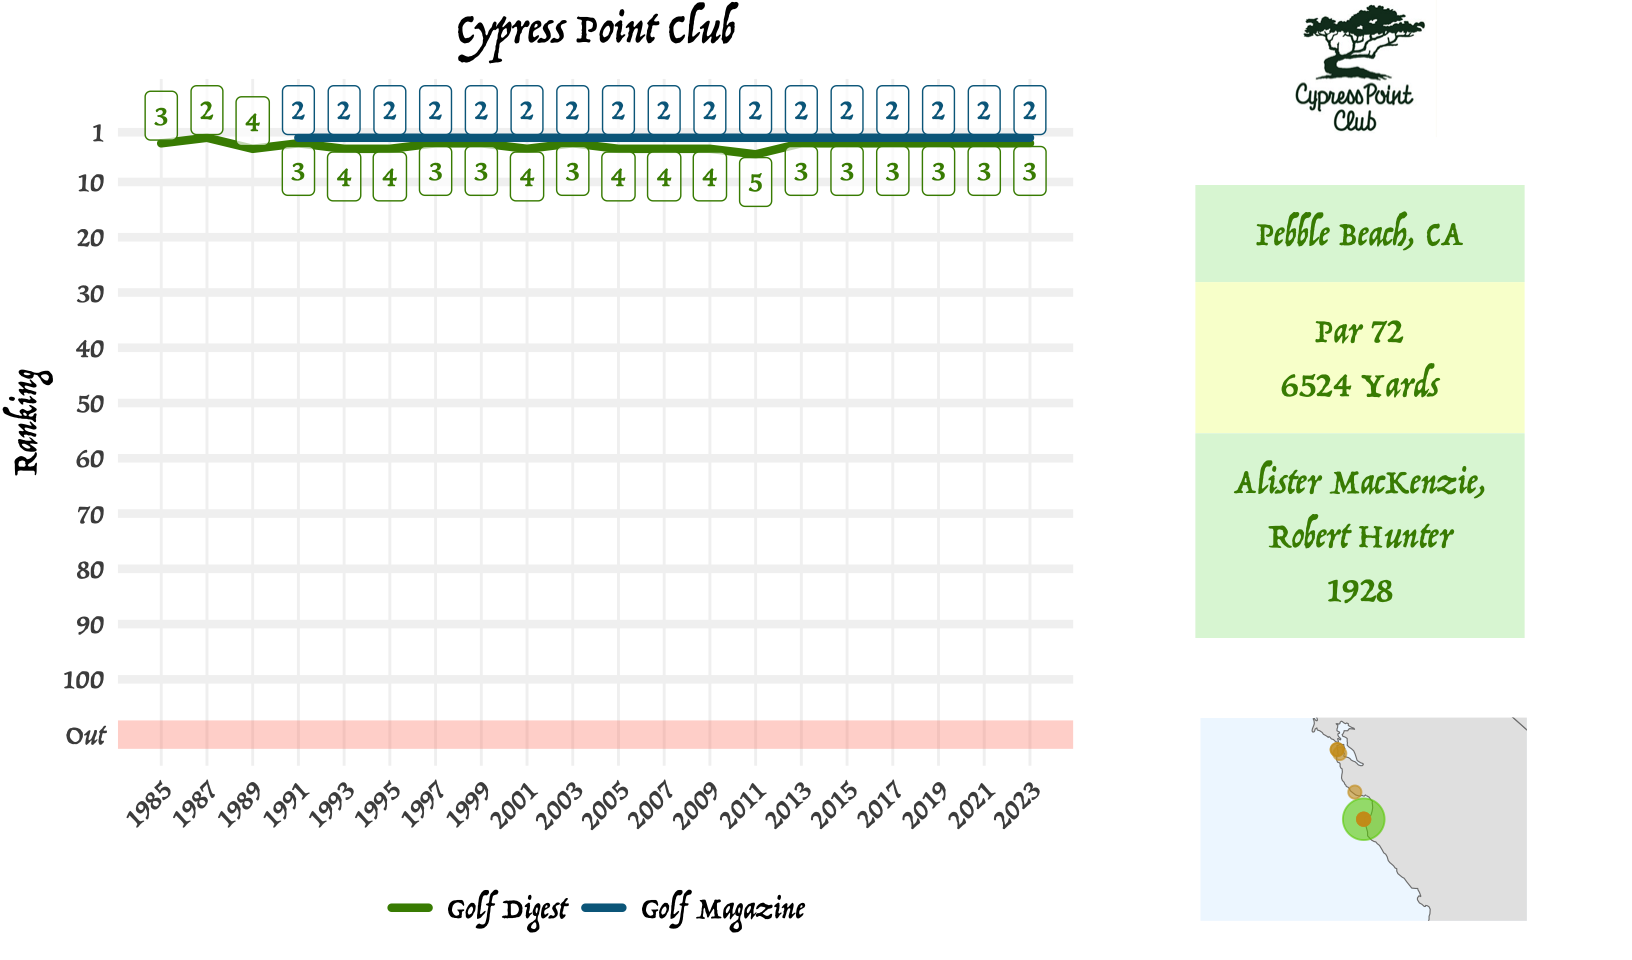 Cypress Point Club
3 2 4 2 2 2 2 2 2 2 2 2 2 2 2 2 2 2 2 2
3 4 4 3 3 4 3 4 4 4 5 3 3 3 3 3 3
1
10
20
30
40
50
60
70
80
90
100
Out
Ranking
1985 1987 1989 1991 1993 1995 1997 1999 2001 2003 2005 2007 2009 2011 2013 2015 2017 2019 2021 2023
Golf Digest Golf Magazine
Cypress Point
Club
Pebble Beach, CA
Par 72
6524 Yards
Alister MacKenzie,
Robert Hunter
1928